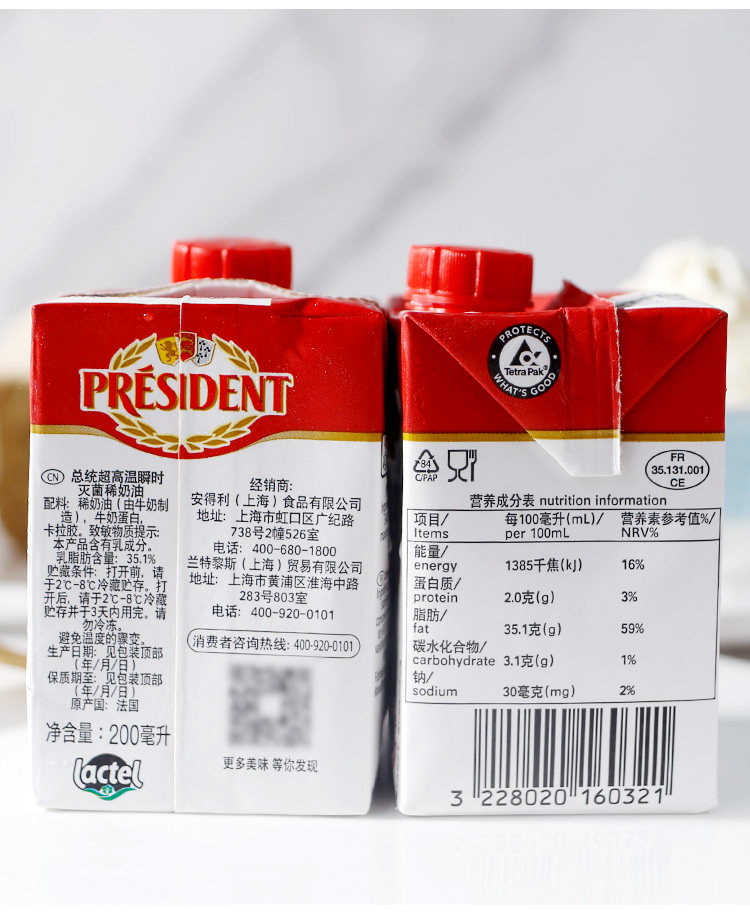 PRÉSIDENT
CN 总统超高温瞬时
灭菌稀奶油
配料: 稀奶油（由牛奶制
造），牛奶蛋白，
卡拉胶。致敏物质提示:
本产品含有乳成分。
乳脂肪含量: 35.1%
贮藏条件: 打开前，请
于2℃-8℃冷藏贮存。打
开后，请于2℃-8℃冷藏
贮存并于3天内用完。请
勿冷冻。
避免温度的骤变。
生产日期: 见包装顶部
（年/月/日）
保质期至: 见包装顶部
（年/月/日）
原产国: 法国
净含量: 200毫升
lactel
经销商:
安得利（上海）食品有限公司
地址: 上海市虹口区广纪路
738号2幢526室
电话: 400-680-1800
兰特黎斯（上海）贸易有限公司
地址: 上海市黄浦区淮海中路
283号803室
电话: 400-920-0101
消费者咨询热线: 400-920-0101
更多美味 等你发现
PROTECTS
Tetra Pak®
WHAT'S GOOD
84
C/PAP
FR
35.131.001
CE
营养成分表 nutrition information
项目/ 每100毫升(mL)/ 营养素参考值%/
Items per 100mL NRV%
能量/
energy 1385千焦(kJ) 16%
蛋白质/
protein 2.0克(g) 3%
脂肪/
fat 35.1克(g) 59%
碳水化合物/
carbohydrate 3.1克(g) 1%
钠/
sodium 30毫克(mg) 2%
3 228020 160321